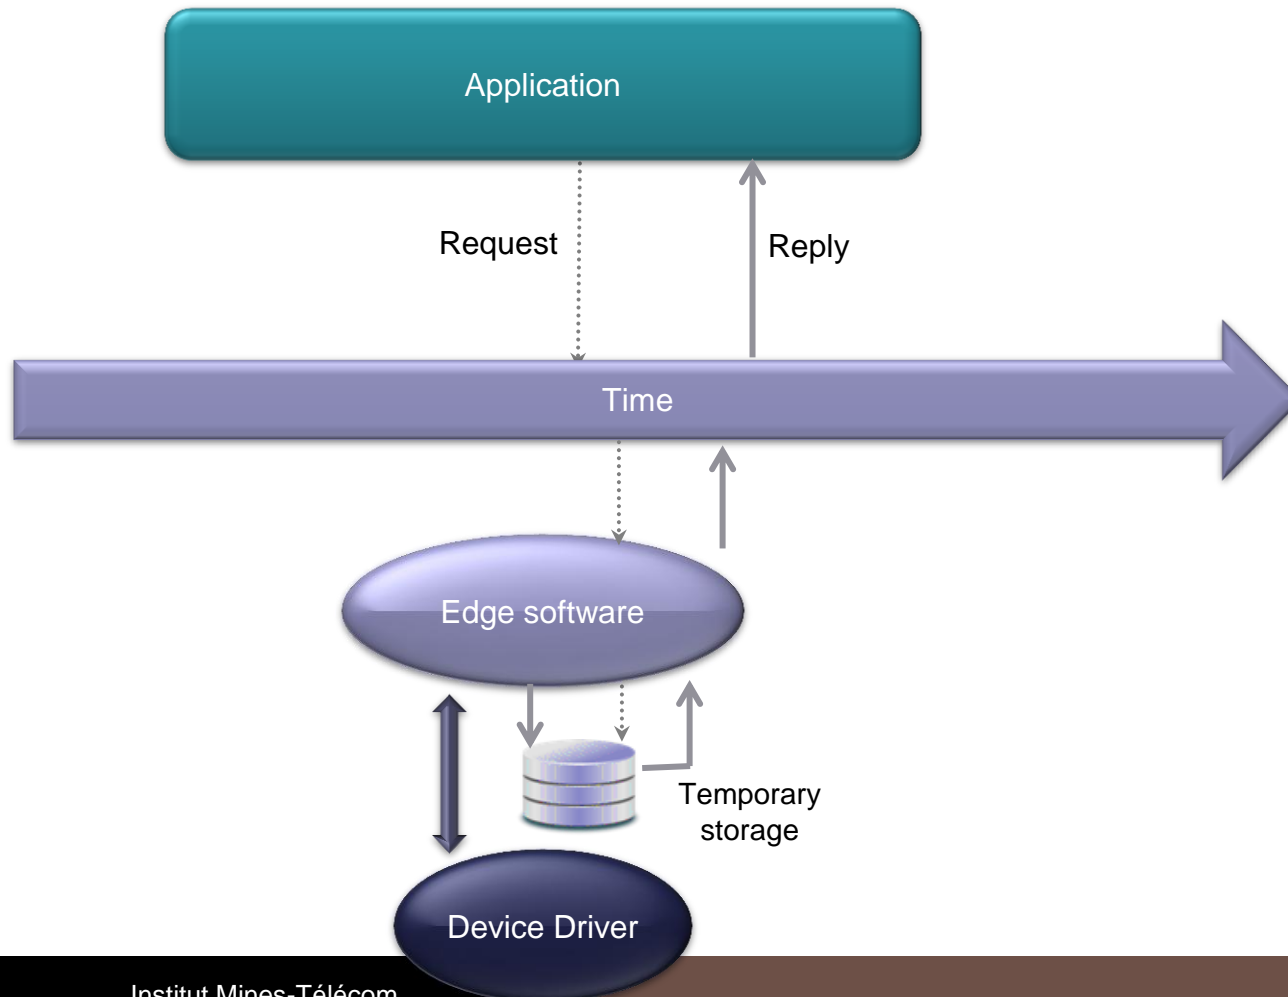 Application
Request
Reply
Time
Edge software
Temporary
storage
Device Driver
Institut Mines-Télécom